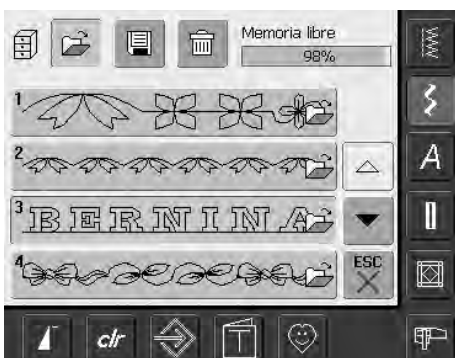 Memoria libre
98%
1
2
3 BERNINA
4
ESC
A
clr
T